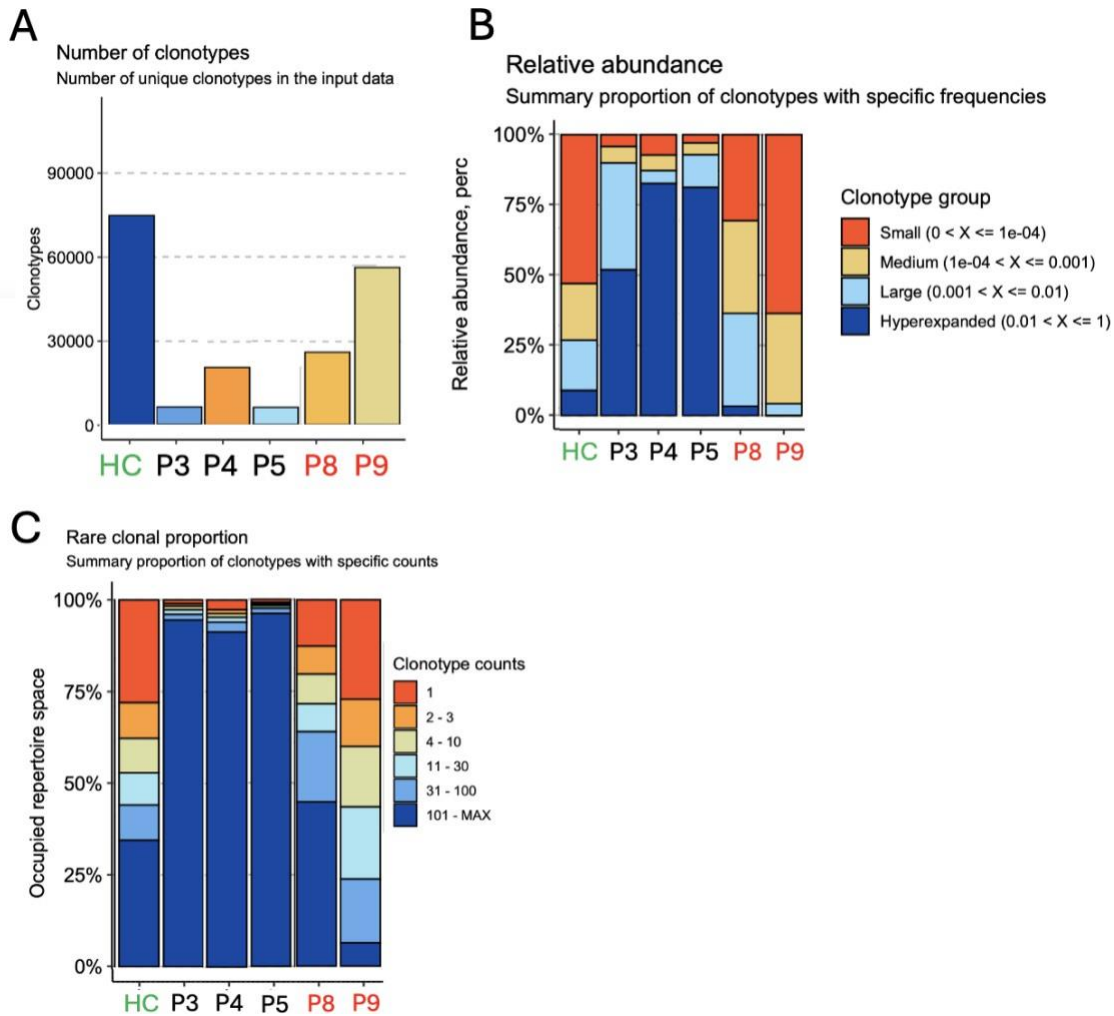 A
Number of clonotypes
Number of unique clonotypes in the input data
Clonotypes
90000
60000
30000
0
HC P3 P4 P5 P8 P9
B
Relative abundance
Summary proportion of clonotypes with specific frequencies
Relative abundance, perc
100%
75%
50%
25%
0%
HC P3 P4 P5 P8 P9
Clonotype group
Small (0 < X <= 1e-04)
Medium (1e-04 < X <= 0.001)
Large (0.001 < X <= 0.01)
Hyperexpanded (0.01 < X <= 1)
C
Rare clonal proportion
Summary proportion of clonotypes with specific counts
Occupied repertoire space
100%
75%
50%
25%
0%
HC P3 P4 P5 P8 P9
Clonotype counts
1
2 - 3
4 - 10
11 - 30
31 - 100
101 - MAX